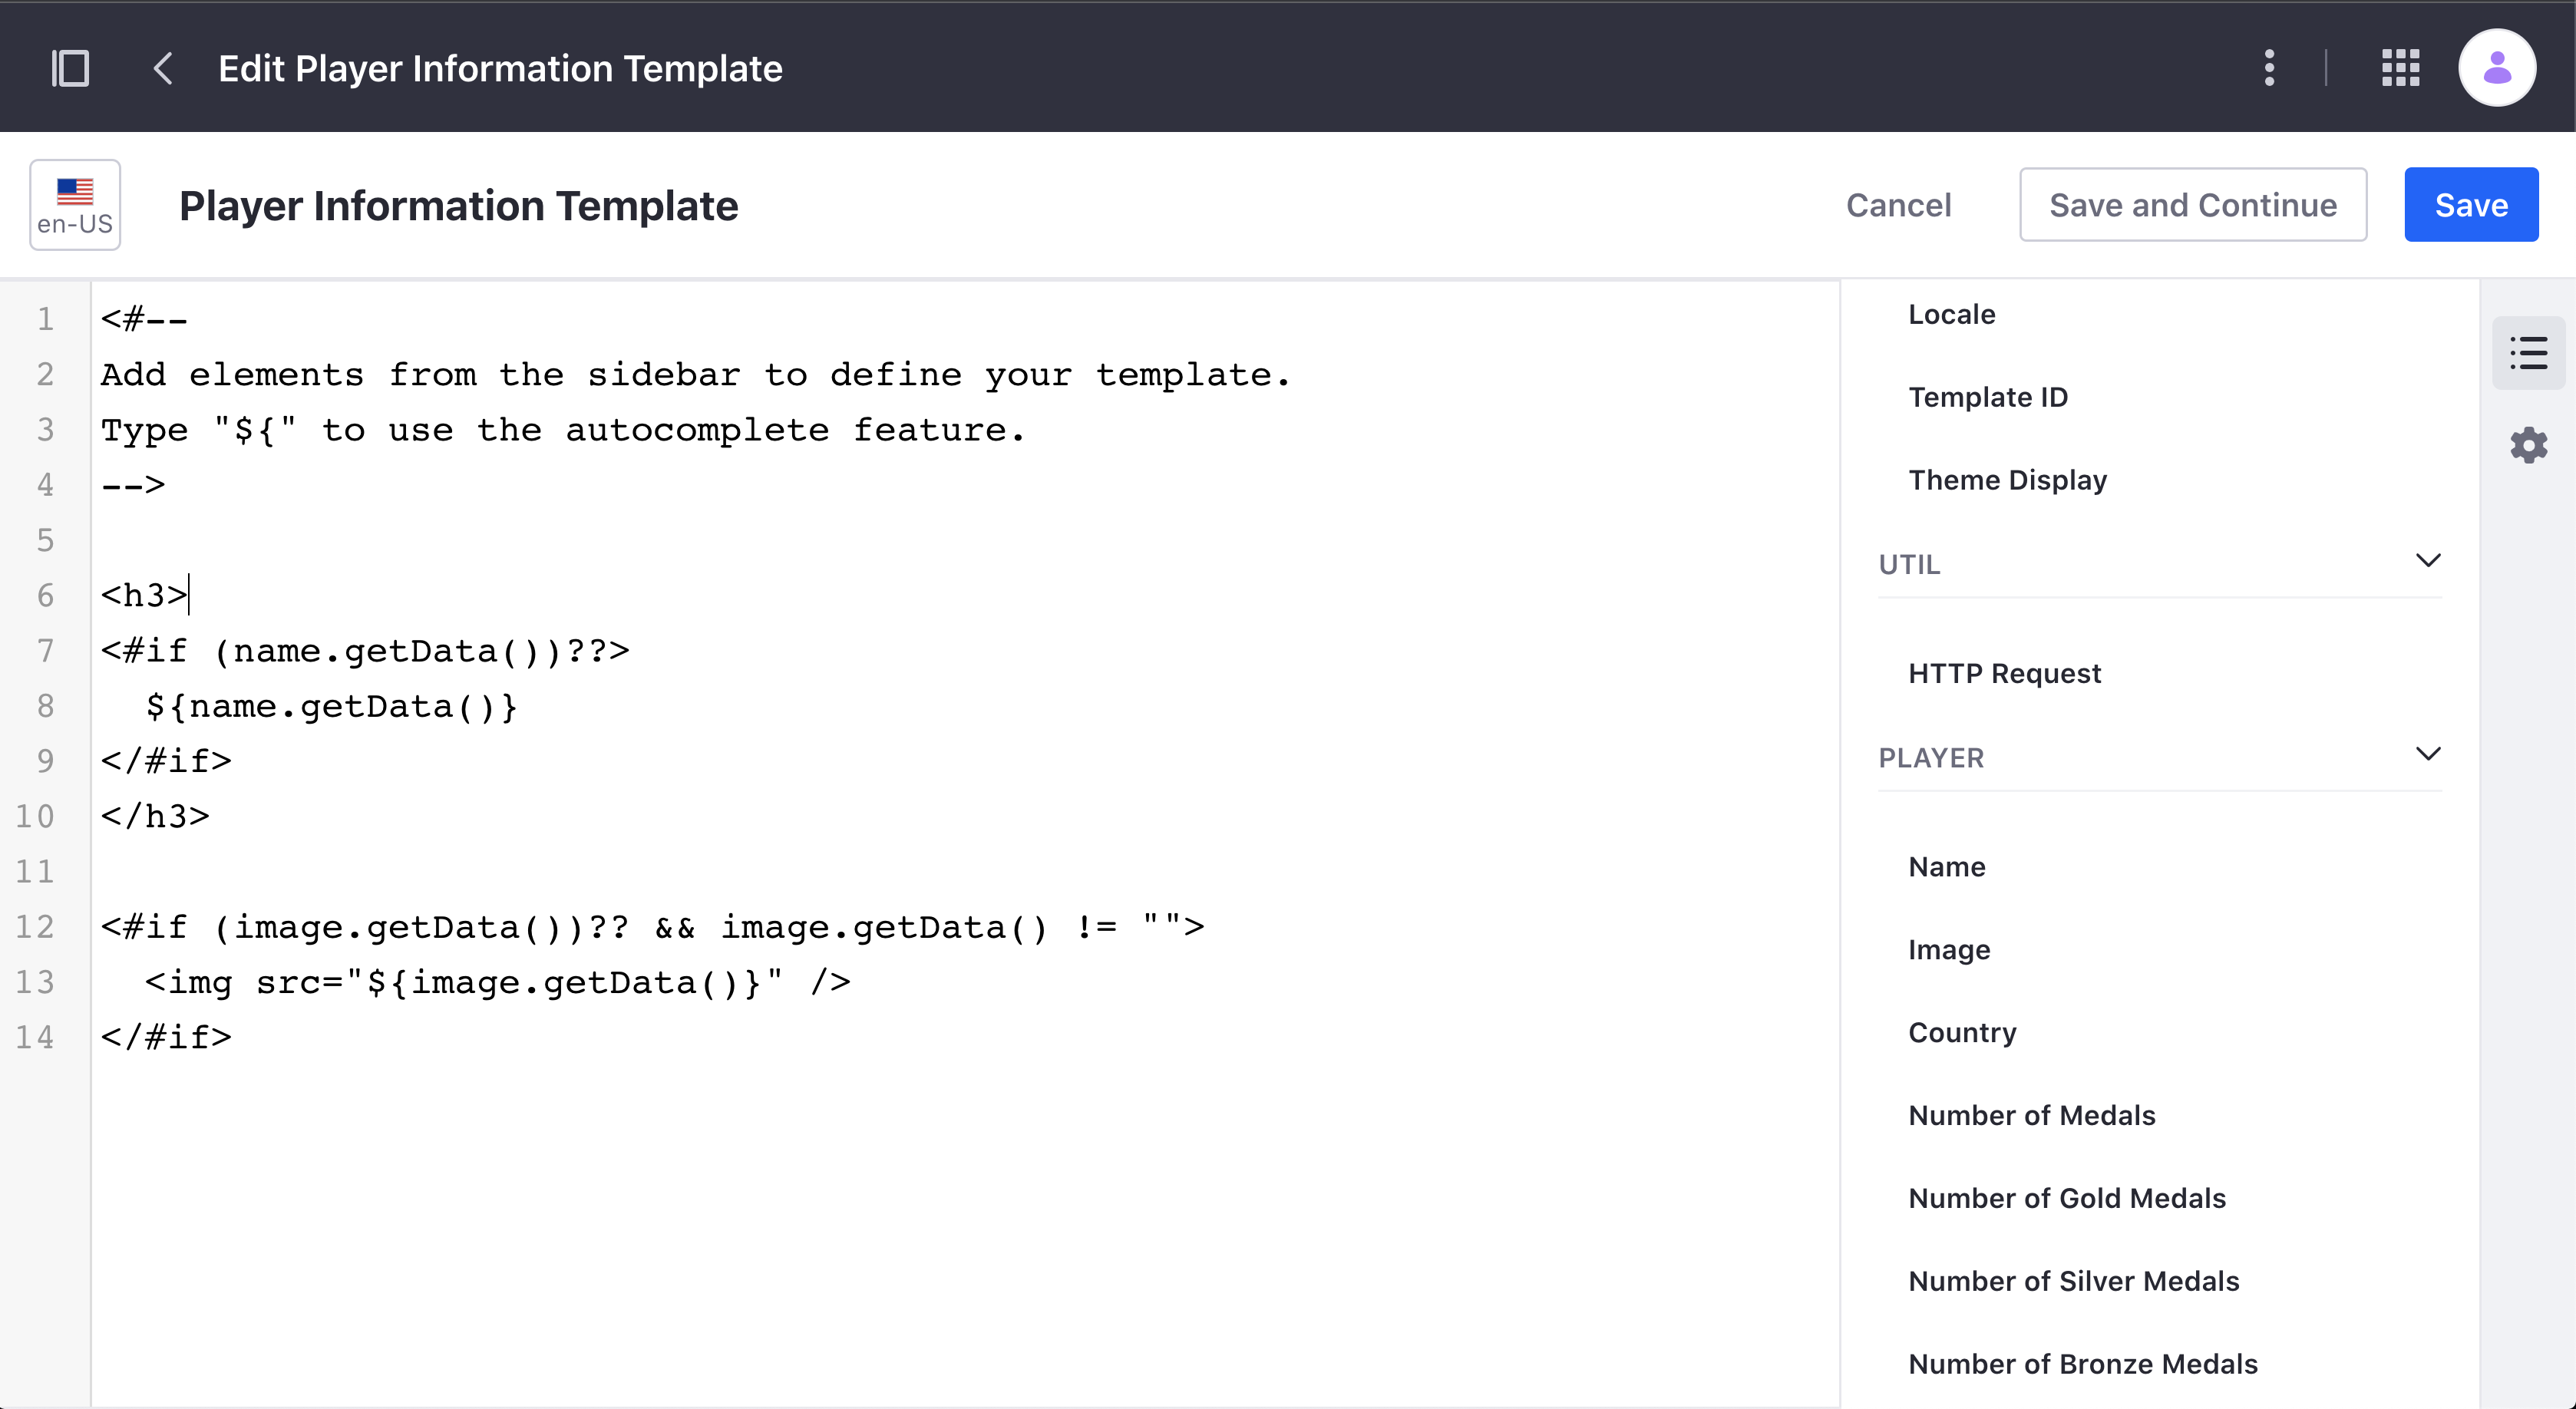 Edit Player Information Template
en-US
Player Information Template
Cancel
Save and Continue
Save
1 <#--
2 Add elements from the sidebar to define your template.
3 Type "${" to use the autocomplete feature.
4 -->
5
6 <h3>
7 <#if (name.getData())??>
8   ${name.getData()}
9 </#if>
10 </h3>
11
12 <#if (image.getData())?? && image.getData() != "">
13   <img src="${image.getData()}" />
14 </#if>
Locale
Template ID
Theme Display
UTIL
HTTP Request
PLAYER
Name
Image
Country
Number of Medals
Number of Gold Medals
Number of Silver Medals
Number of Bronze Medals